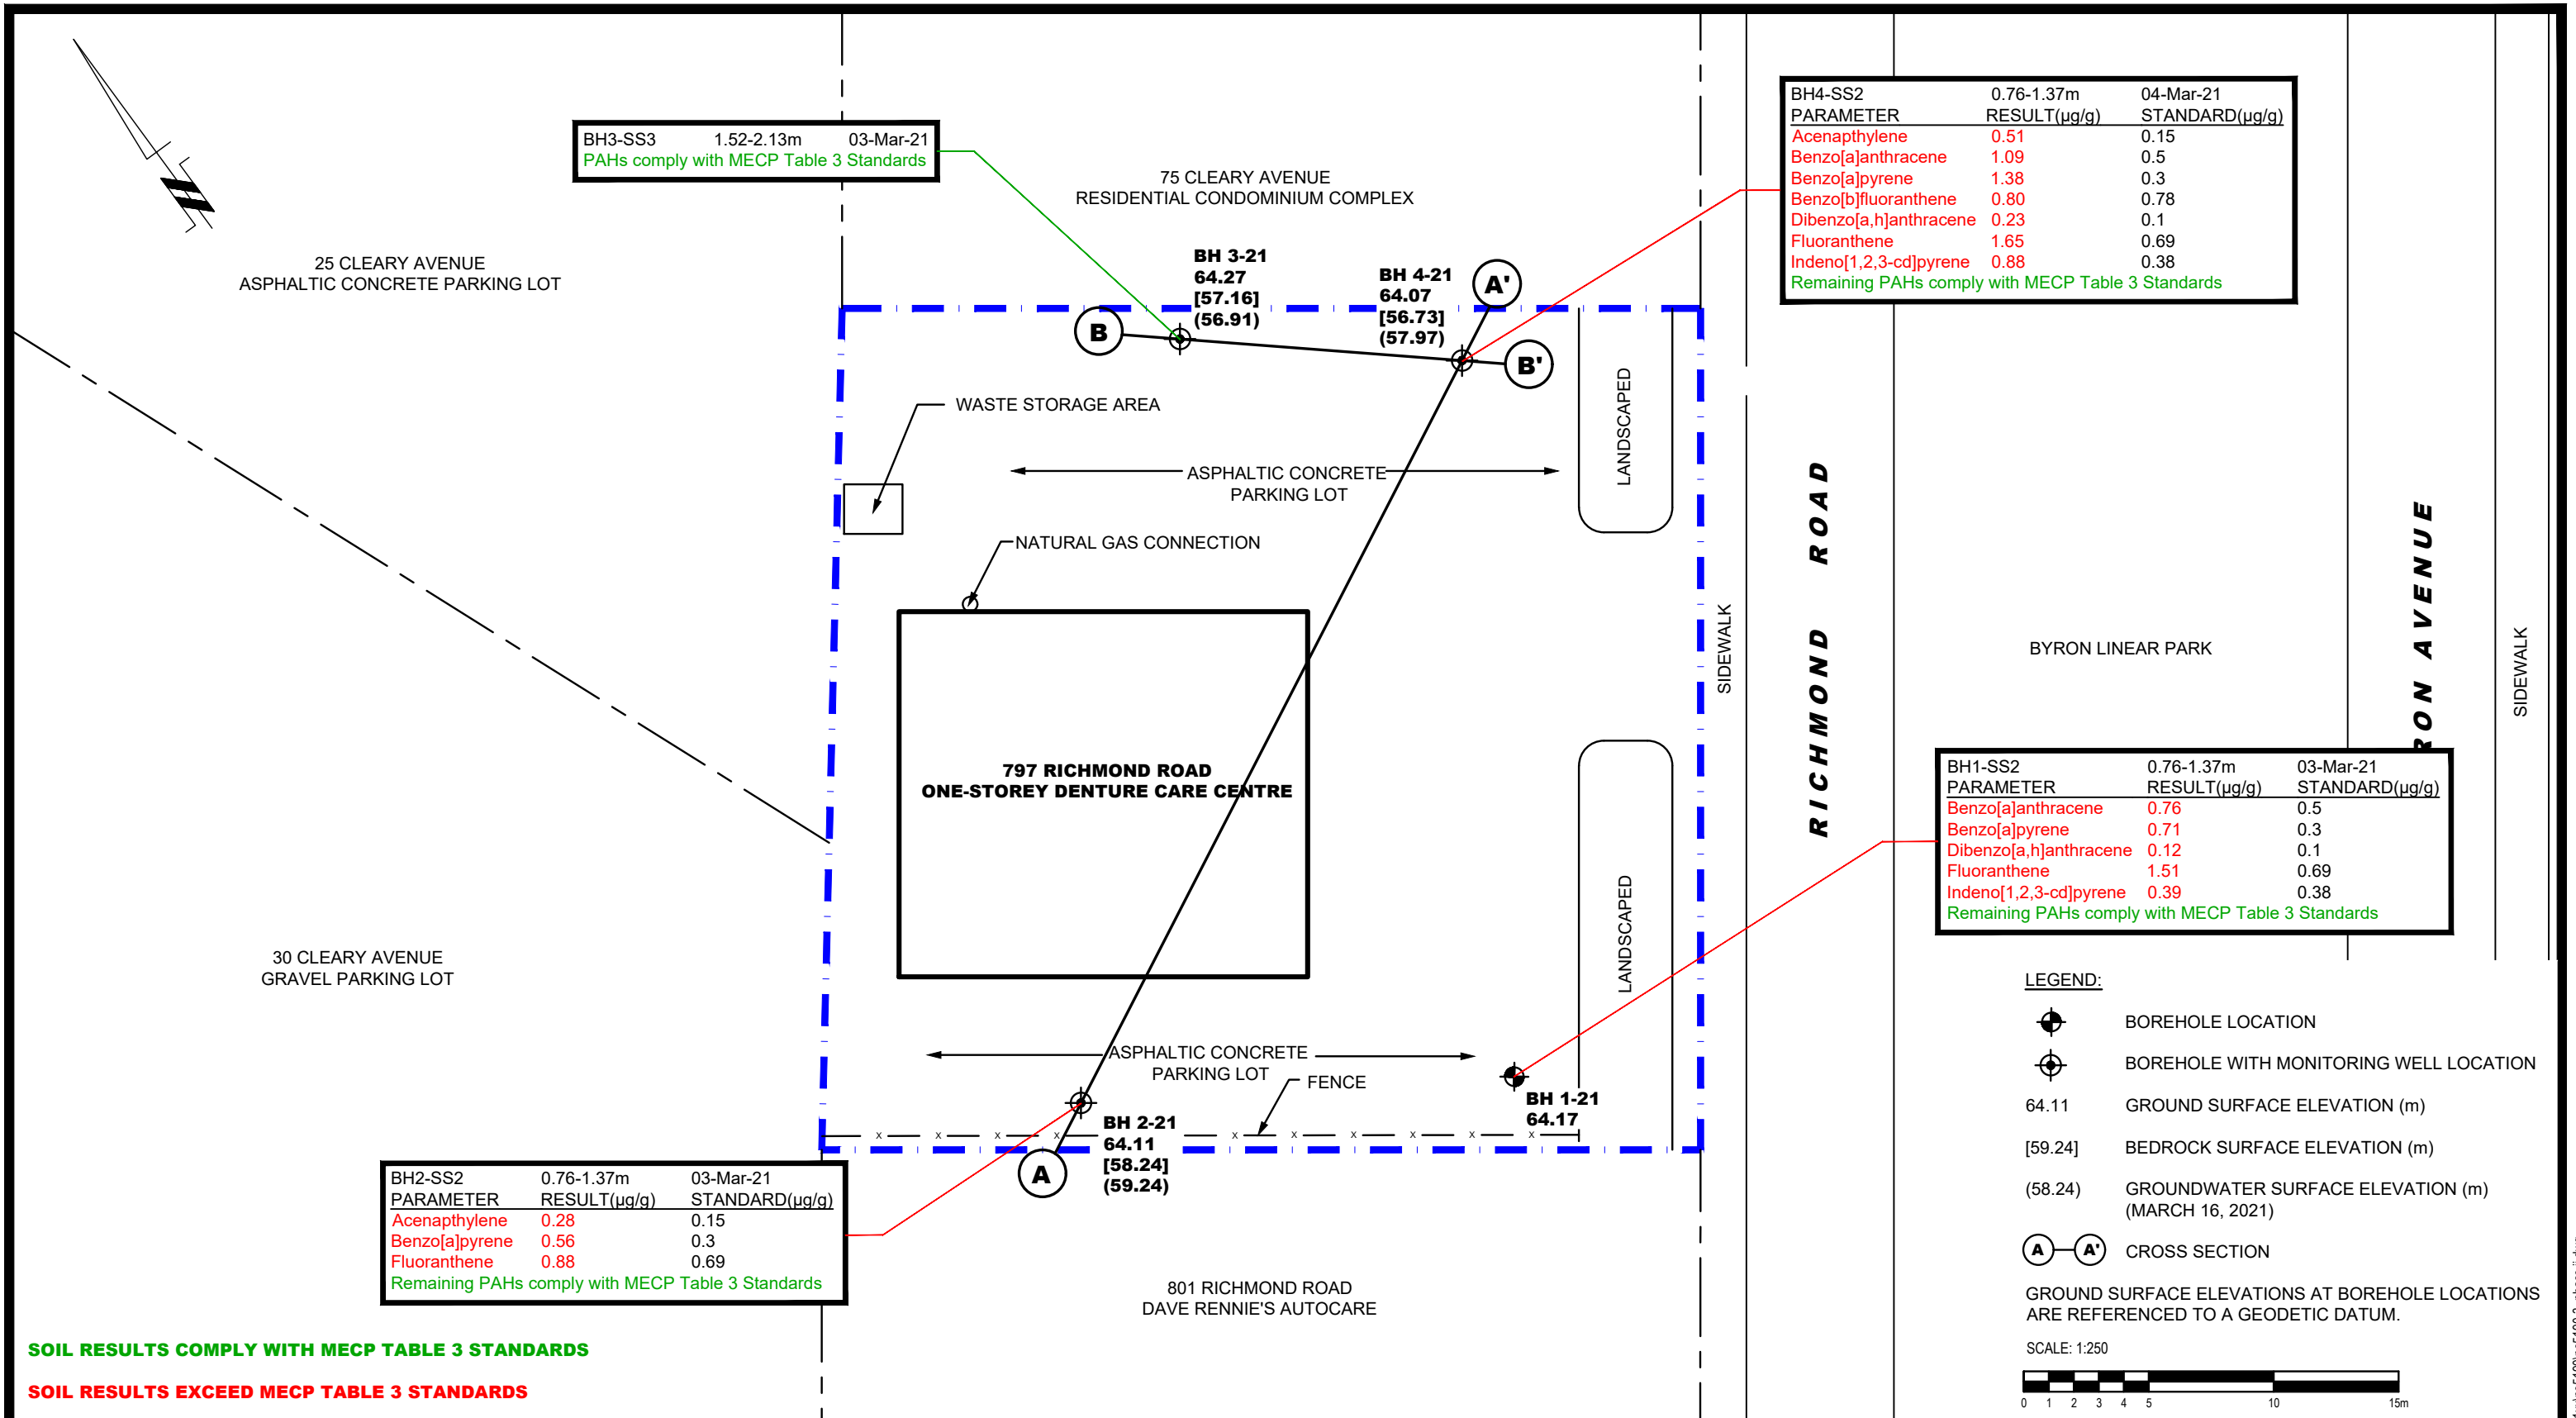 BH3-SS3 1.52-2.13m 03-Mar-21
PAHs comply with MECP Table 3 Standards
BH4-SS2 0.76-1.37m 04-Mar-21
PARAMETER RESULT(µg/g) STANDARD(µg/g)
Acenapthylene 0.51 0.15
Benzo[a]anthracene 1.09 0.5
Benzo[a]pyrene 1.38 0.3
Benzo[b]fluoranthene 0.80 0.78
Dibenzo[a,h]anthracene 0.23 0.1
Fluoranthene 1.65 0.69
Indeno[1,2,3-cd]pyrene 0.88 0.38
Remaining PAHs comply with MECP Table 3 Standards
75 CLEARY AVENUE
RESIDENTIAL CONDOMINIUM COMPLEX
25 CLEARY AVENUE
ASPHALTIC CONCRETE PARKING LOT
BH 3-21
64.27
[57.16]
(56.91)
BH 4-21
64.07
[56.73]
(57.97)
A'
B
B'
WASTE STORAGE AREA
ASPHALTIC CONCRETE
PARKING LOT
LANDSCAPED
NATURAL GAS CONNECTION
SIDEWALK
RICHMOND ROAD
BYRON LINEAR PARK
RON AVENUE
SIDEWALK
797 RICHMOND ROAD
ONE-STOREY DENTURE CARE CENTRE
LANDSCAPED
BH1-SS2 0.76-1.37m 03-Mar-21
PARAMETER RESULT(µg/g) STANDARD(µg/g)
Benzo[a]anthracene 0.76 0.5
Benzo[a]pyrene 0.71 0.3
Dibenzo[a,h]anthracene 0.12 0.1
Fluoranthene 1.51 0.69
Indeno[1,2,3-cd]pyrene 0.39 0.38
Remaining PAHs comply with MECP Table 3 Standards
30 CLEARY AVENUE
GRAVEL PARKING LOT
ASPHALTIC CONCRETE
PARKING LOT
FENCE
BH 1-21
64.17
BH 2-21
64.11
[58.24]
(59.24)
A
BH2-SS2 0.76-1.37m 03-Mar-21
PARAMETER RESULT(µg/g) STANDARD(µg/g)
Acenapthylene 0.28 0.15
Benzo[a]pyrene 0.56 0.3
Fluoranthene 0.88 0.69
Remaining PAHs comply with MECP Table 3 Standards
801 RICHMOND ROAD
DAVE RENNIE'S AUTOCARE
SOIL RESULTS COMPLY WITH MECP TABLE 3 STANDARDS
SOIL RESULTS EXCEED MECP TABLE 3 STANDARDS
LEGEND:
BOREHOLE LOCATION
BOREHOLE WITH MONITORING WELL LOCATION
64.11 GROUND SURFACE ELEVATION (m)
[59.24] BEDROCK SURFACE ELEVATION (m)
(58.24) GROUNDWATER SURFACE ELEVATION (m)
(MARCH 16, 2021)
A A' CROSS SECTION
GROUND SURFACE ELEVATIONS AT BOREHOLE LOCATIONS
ARE REFERENCED TO A GEODETIC DATUM.
SCALE: 1:250
0 1 2 3 4 5 10 15m